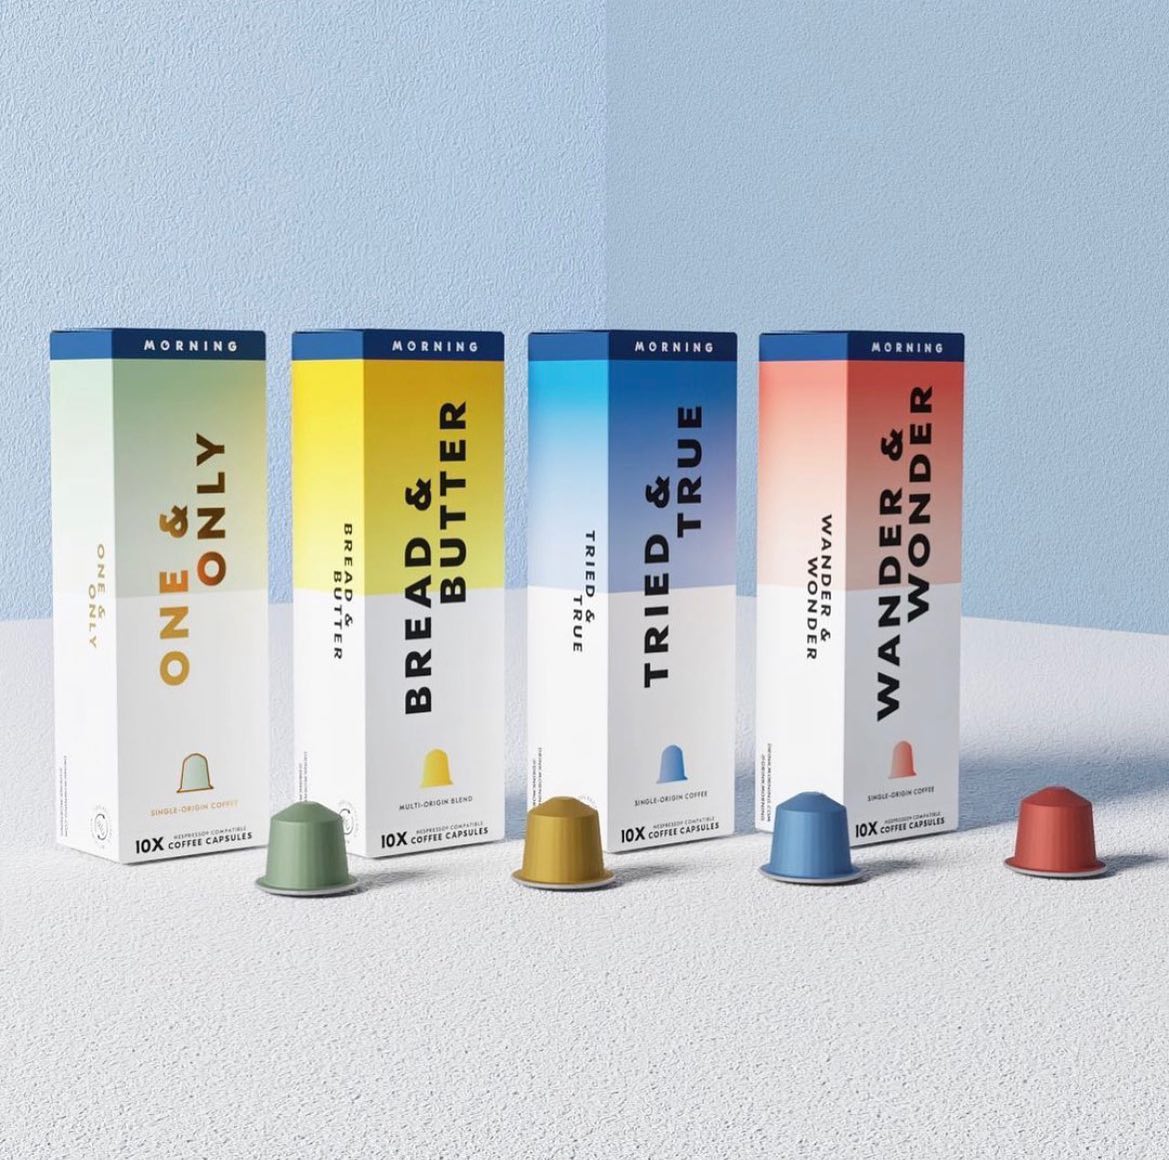 MORNING
ONE &
ONLY
ONE &
ONLY
SINGLE-ORIGIN COFFEE
10X
NESPRESSO® COMPATIBLE
COFFEE CAPSULES
MORNING
BREAD &
BUTTER
BREAD &
BUTTER
MULTI-ORIGIN BLEND
10X
NESPRESSO® COMPATIBLE
COFFEE CAPSULES
MORNING
TRIED &
TRUE
TRIED &
TRUE
SINGLE-ORIGIN COFFEE
10X
NESPRESSO® COMPATIBLE
COFFEE CAPSULES
MORNING
WANDER &
WONDER
WANDER &
WONDER
SINGLE-ORIGIN COFFEE
10X
NESPRESSO® COMPATIBLE
COFFEE CAPSULES